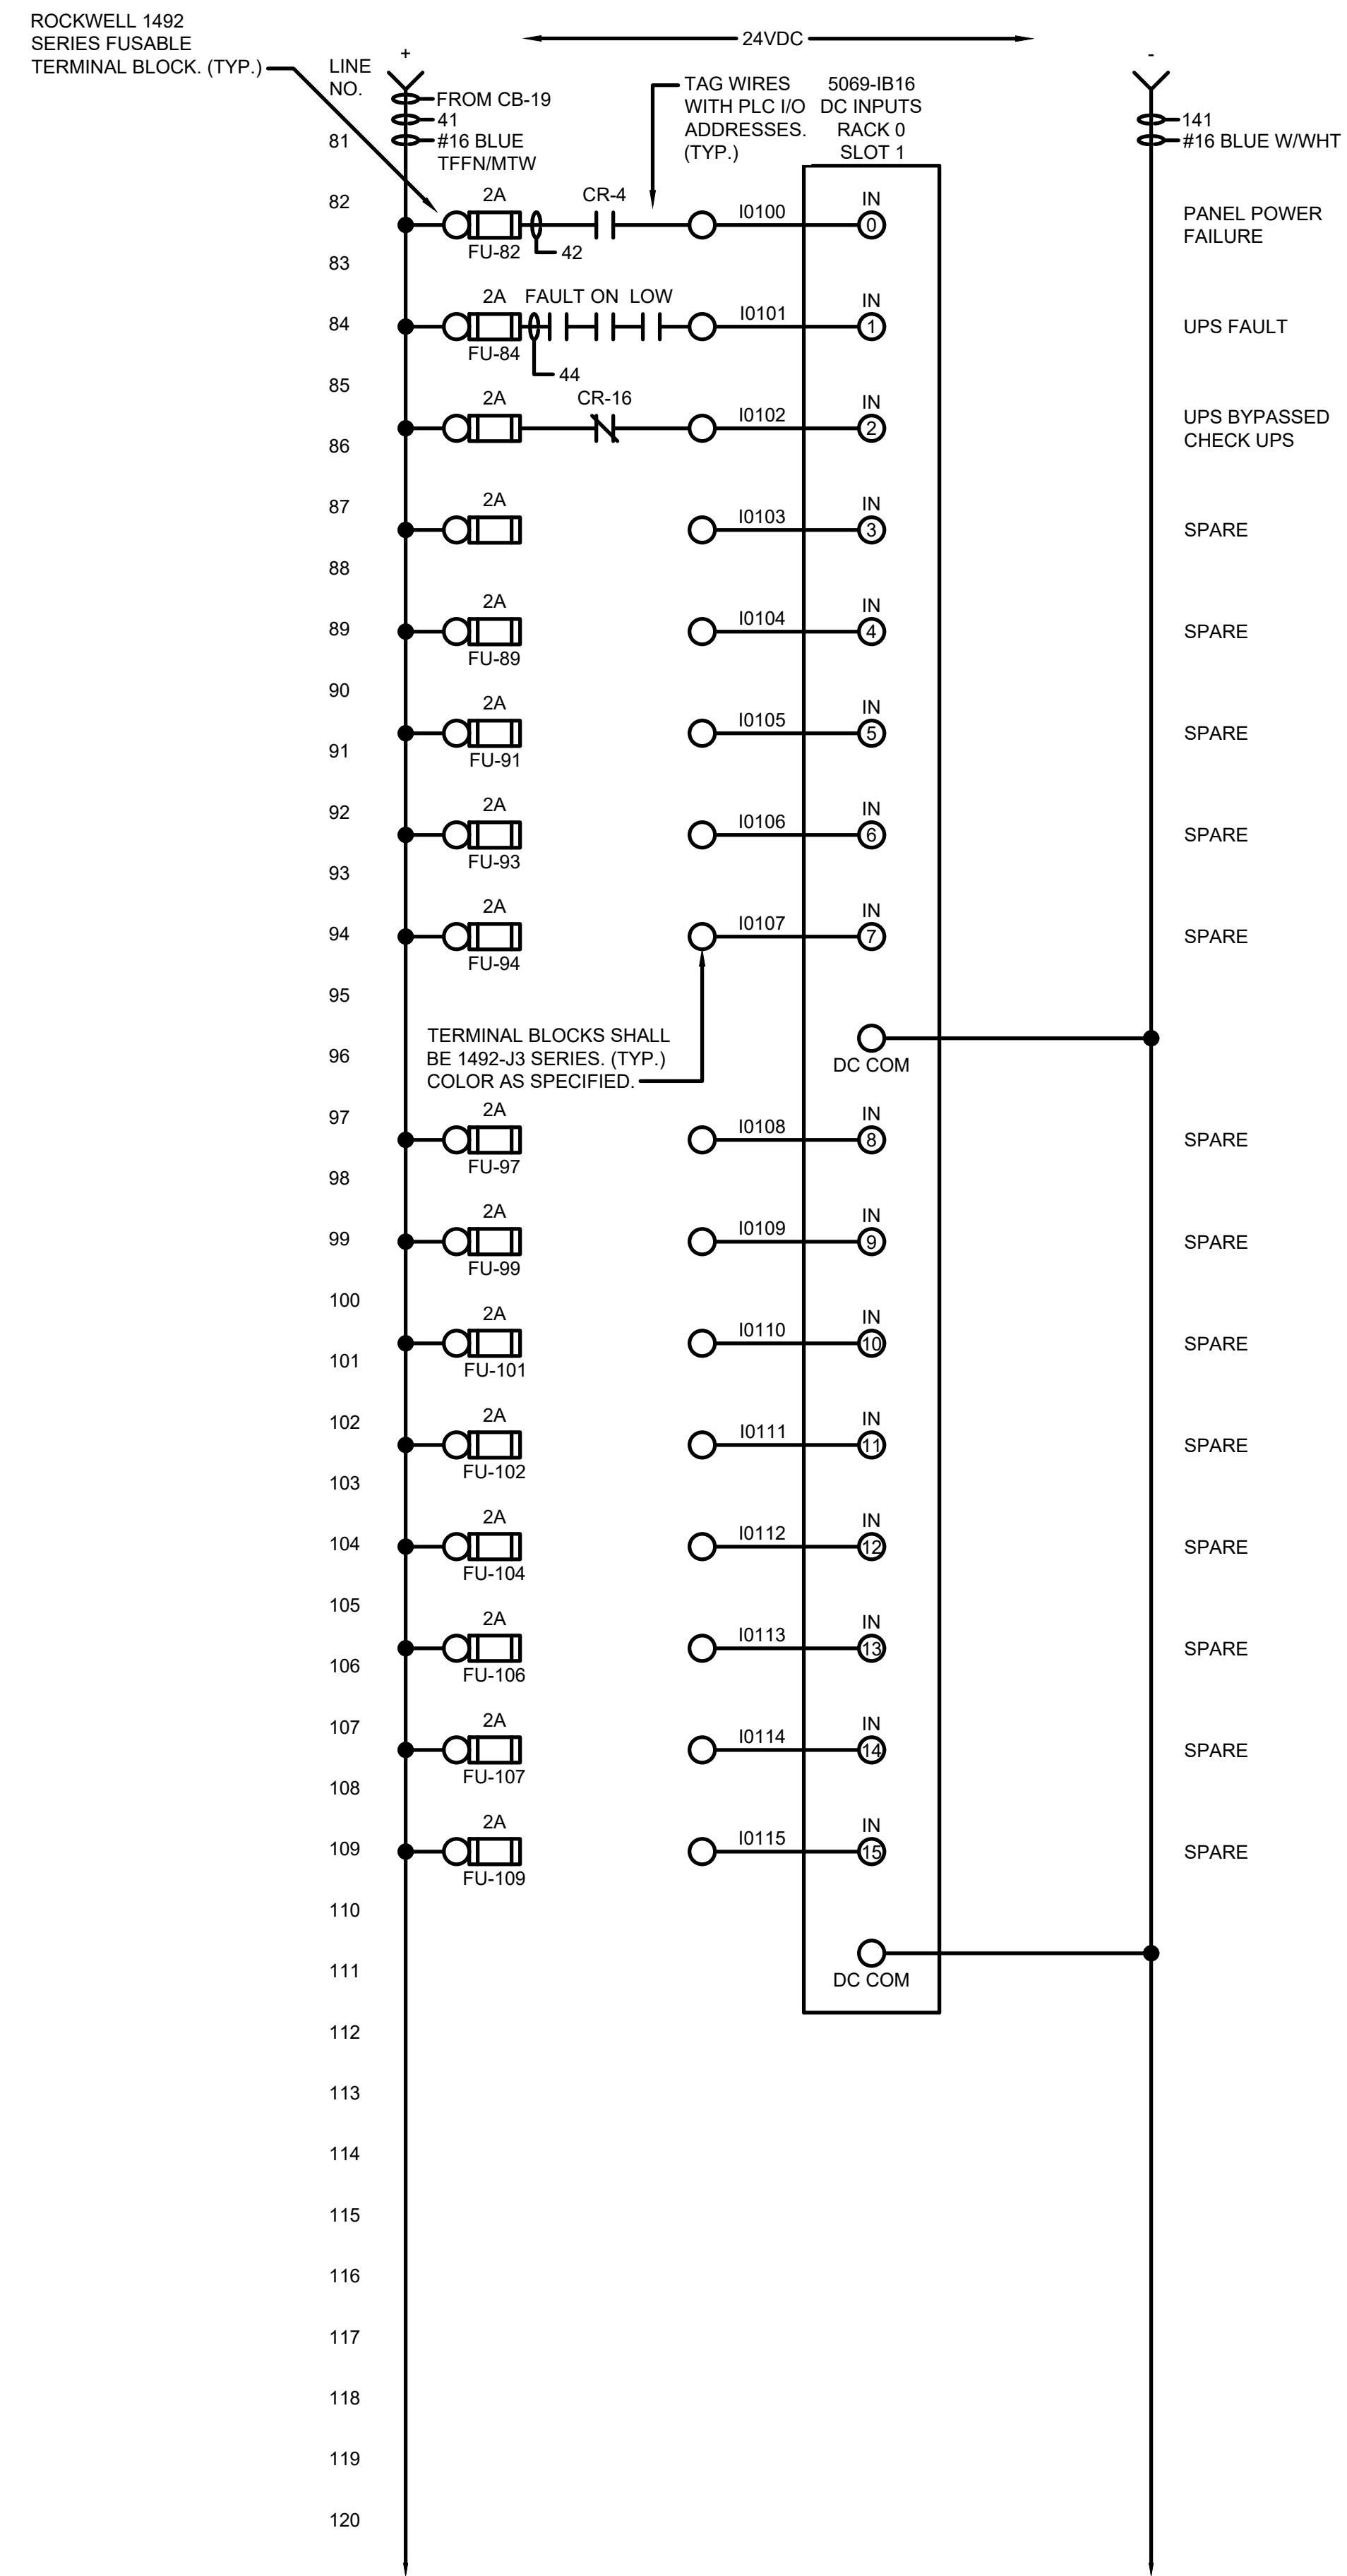 ROCKWELL 1492
SERIES FUSABLE
TERMINAL BLOCK. (TYP.)
LINE
NO.
+
24VDC
-
FROM CB-19
41
#16 BLUE
TFFN/MTW
TAG WIRES
WITH PLC I/O
ADDRESSES.
(TYP.)
5069-IB16
DC INPUTS
RACK 0
SLOT 1
141
#16 BLUE W/WHT
81
82
2A
CR-4
I0100
IN
0
PANEL POWER
FAILURE
FU-82
42
83
2A
FAULT ON LOW
I0101
IN
1
84
UPS FAULT
FU-84
44
85
2A
CR-16
I0102
IN
2
UPS BYPASSED
CHECK UPS
86
87
2A
I0103
IN
3
SPARE
88
89
2A
I0104
IN
4
SPARE
FU-89
90
2A
I0105
IN
5
SPARE
FU-91
91
92
2A
I0106
IN
6
SPARE
FU-93
93
94
2A
I0107
IN
7
SPARE
FU-94
95
TERMINAL BLOCKS SHALL
BE 1492-J3 SERIES. (TYP.)
COLOR AS SPECIFIED.
96
DC COM
97
2A
I0108
IN
8
SPARE
FU-97
98
99
2A
I0109
IN
9
SPARE
FU-99
100
2A
I0110
IN
10
SPARE
101
FU-101
102
2A
I0111
IN
11
SPARE
FU-102
103
104
2A
I0112
IN
12
SPARE
FU-104
105
2A
I0113
IN
13
SPARE
106
FU-106
107
2A
I0114
IN
14
SPARE
FU-107
108
109
2A
I0115
IN
15
SPARE
FU-109
110
111
DC COM
112
113
114
115
116
117
118
119
120